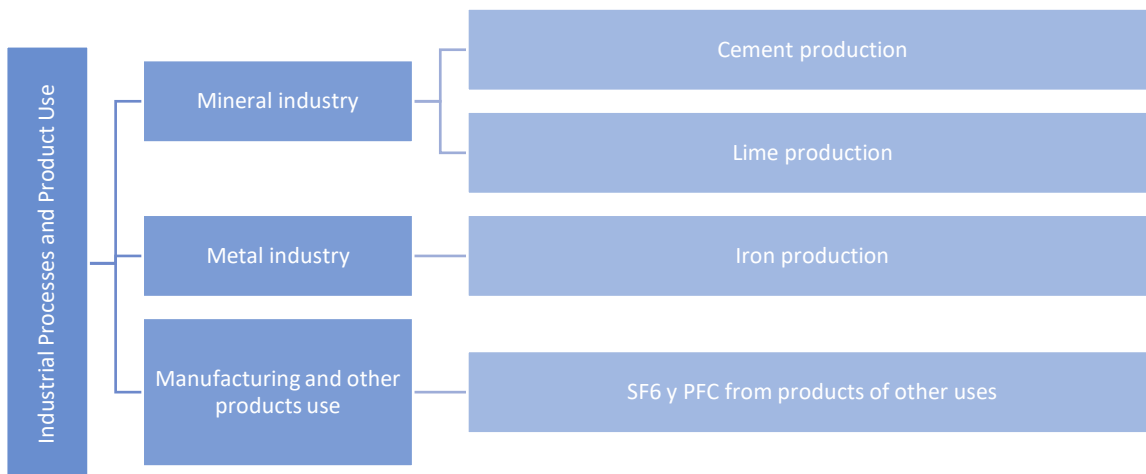 Industrial Processes and Product Use
Mineral industry
Cement production
Lime production
Metal industry
Iron production
Manufacturing and other
products use
SF6 y PFC from products of other uses